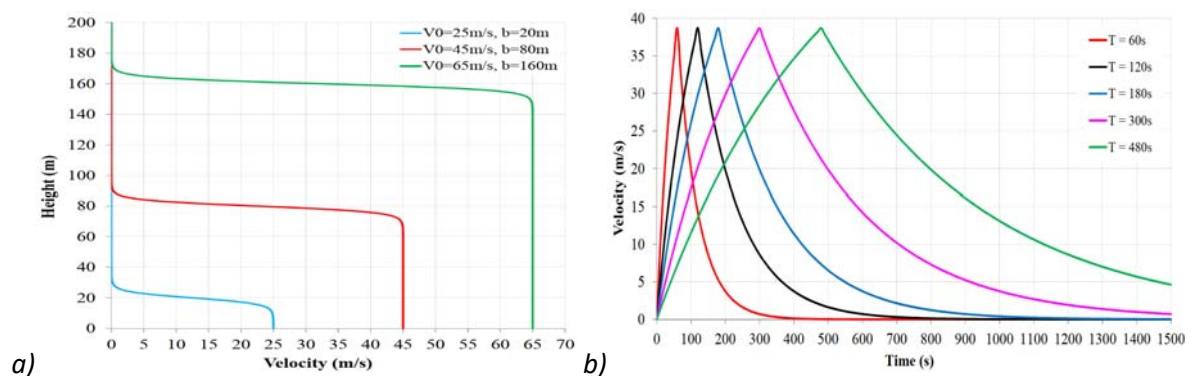 200
180
160
140
120
100
80
60
40
20
0
Height (m)
V0=25m/s, b=20m
V0=45m/s, b=80m
V0=65m/s, b=160m
0 5 10 15 20 25 30 35 40 45 50 55 60 65 70
Velocity (m/s)
a)
40
35
30
25
20
15
10
5
0
Velocity (m/s)
T = 60s
T = 120s
T = 180s
T = 300s
T = 480s
0 100 200 300 400 500 600 700 800 900 1000 1100 1200 1300 1400 1500
Time (s)
b)